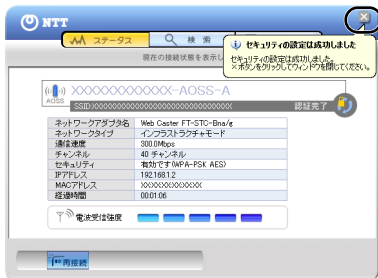 NTT
ステータス
検索
現在の接続状態を表示し
セキュリティの設定は成功しました
セキュリティの設定は成功しました。
×ボタンをクリックしてウィンドウを閉じてください。
XXXXXXXXXXXX-AOSS-A
AOSS
SSID:XXXXXXXXXXXXXXXXXXXXXXXXXXXXXXXX
認証完了
ネットワークアダプタ名 Web Caster FT-STC-Bna/g
ネットワークタイプ インフラストラクチャモード
通信速度 300.0Mbps
チャンネル 40 チャンネル
セキュリティ 有効です(WPA-PSK AES)
IPアドレス 192.168.1.2
MACアドレス XXXXXXXXXXXX
経過時間 00:01:06
電波受信強度
再接続